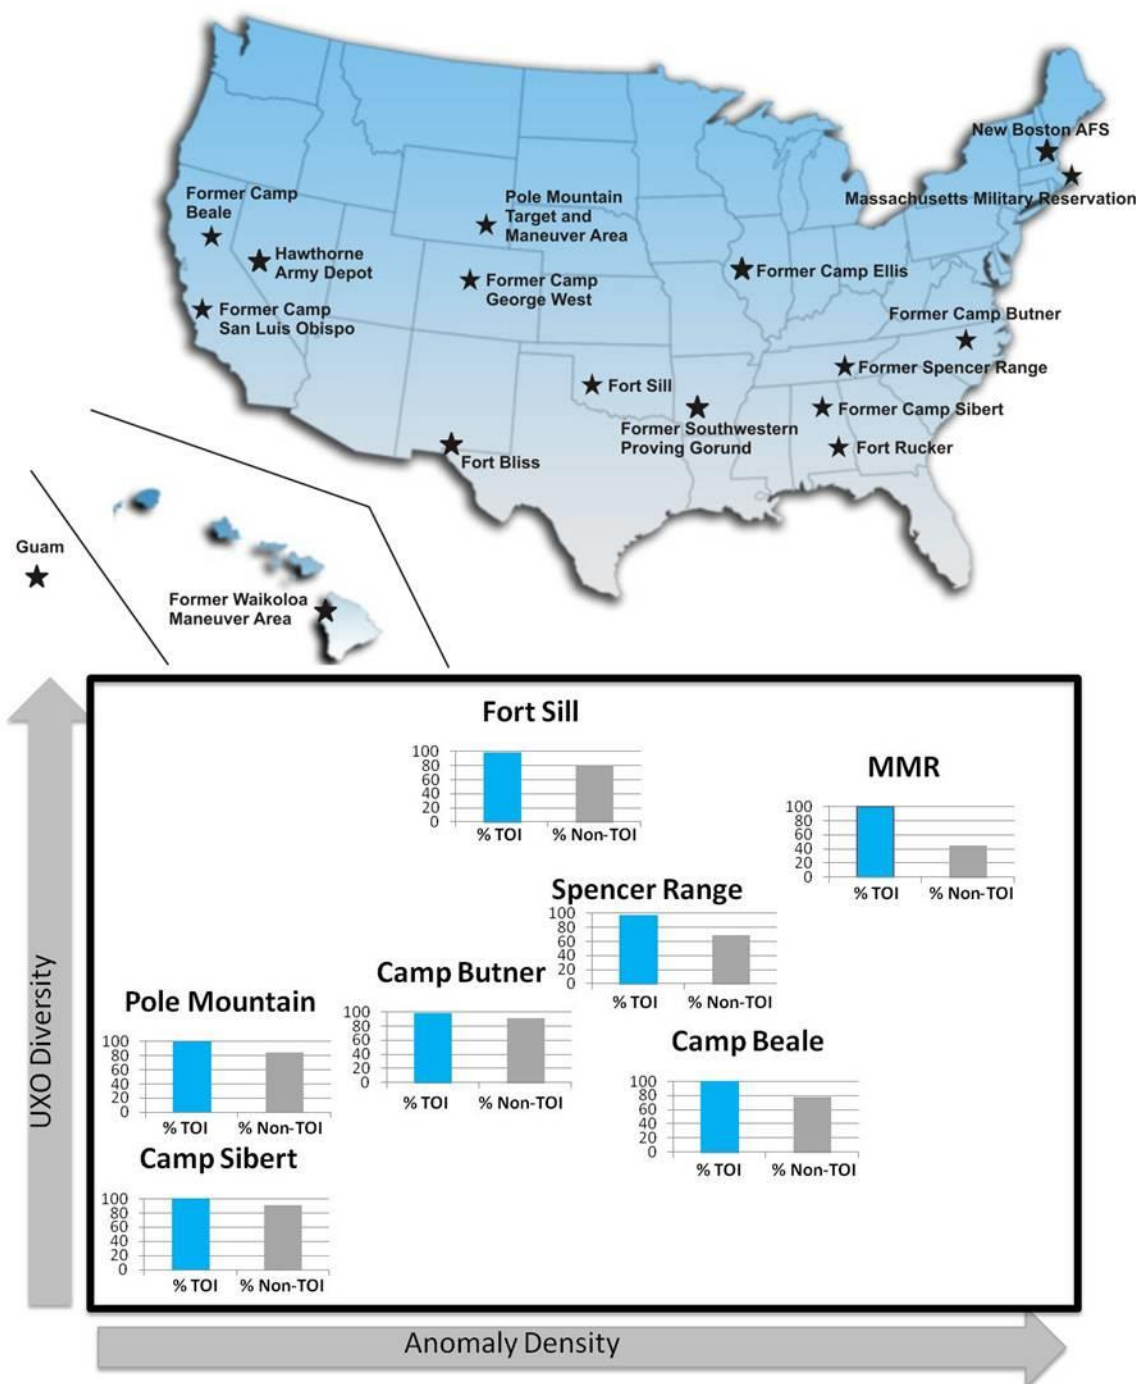 New Boston AFS
Massachusetts Military Reservation
Former Camp
Beale
Pole Mountain
Target and
Maneuver Area
Hawthorne
Army Depot
Former Camp
George West
Former Camp Ellis
Former Camp
San Luis Obispo
Former Camp Butner
Former Spencer Range
Fort Sill
Former Camp Sibert
Former Southwestern
Proving Gorund
Fort Rucker
Fort Bliss
Guam
Former Waikoloa
Maneuver Area
UXO Diversity
Fort Sill
100
80
60
40
20
0
% TOI
% Non-TOI
MMR
100
80
60
40
20
0
% TOI
% Non-TOI
Spencer Range
100
80
60
40
20
0
% TOI
% Non-TOI
Camp Butner
100
80
60
40
20
0
% TOI
% Non-TOI
Pole Mountain
100
80
60
40
20
0
% TOI
% Non-TOI
Camp Beale
100
80
60
40
20
0
% TOI
% Non-TOI
Camp Sibert
100
80
60
40
20
0
% TOI
% Non-TOI
Anomaly Density